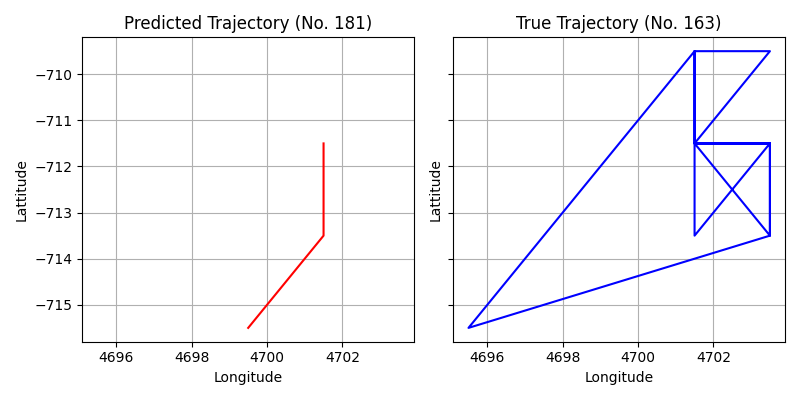 Predicted Trajectory (No. 181)
True Trajectory (No. 163)
−710
−711
−712
−713
−714
−715
Lattitude
Lattitude
4696 4698 4700 4702
4696 4698 4700 4702
Longitude
Longitude